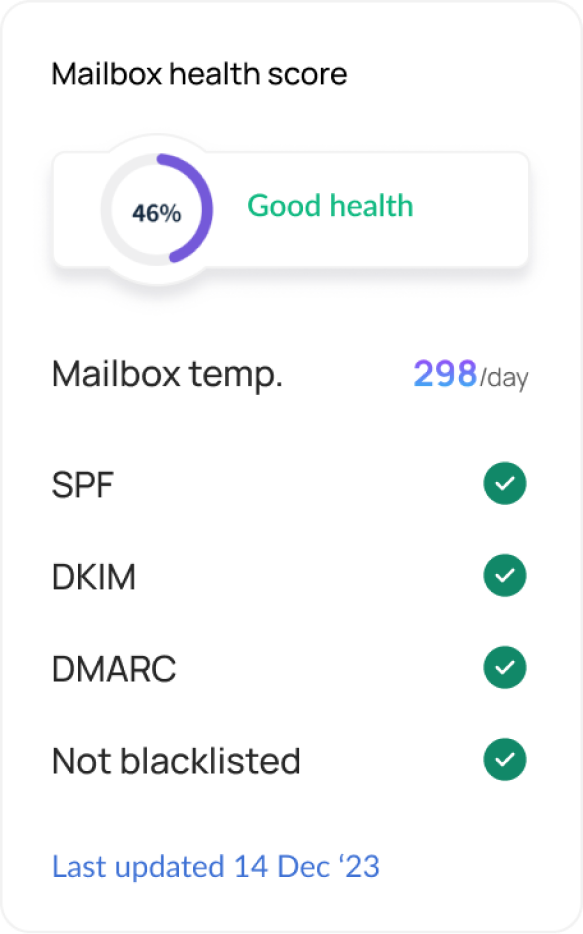 Mailbox health score
46% Good health
Mailbox temp. 298/day
SPF
DKIM
DMARC
Not blacklisted
Last updated 14 Dec ‘23